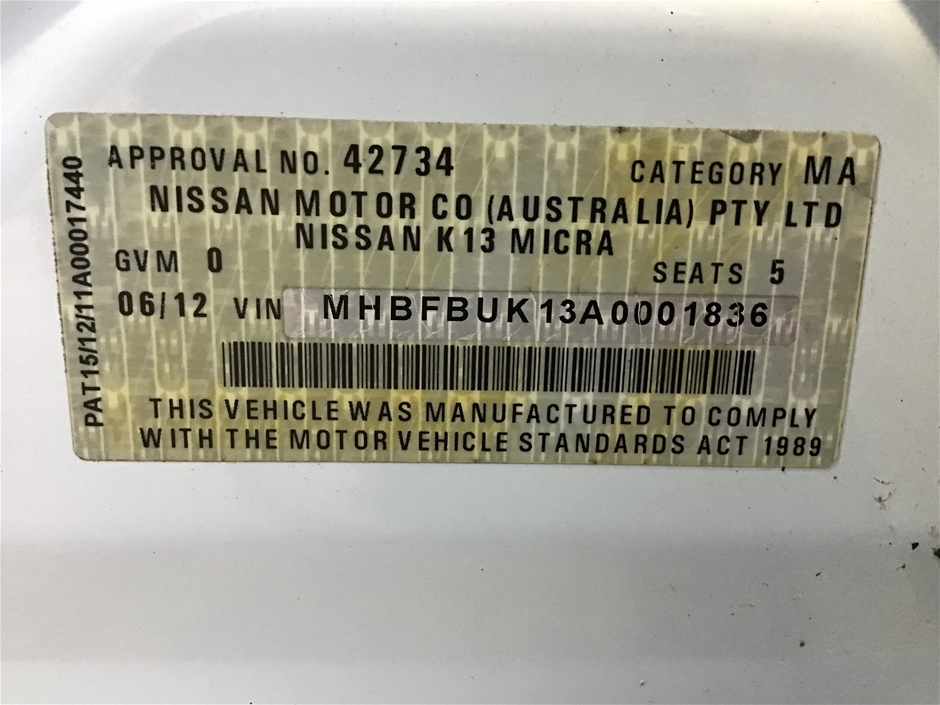 APPROVAL NO. 42734 CATEGORY MA
NISSAN MOTOR CO (AUSTRALIA) PTY LTD
NISSAN K13 MICRA
GVM 0 SEATS 5
06/12 VIN MHBFBUK13A0001836
THIS VEHICLE WAS MANUFACTURED TO COMPLY
WITH THE MOTOR VEHICLE STANDARDS ACT 1989
PAT15/12/11A00017440